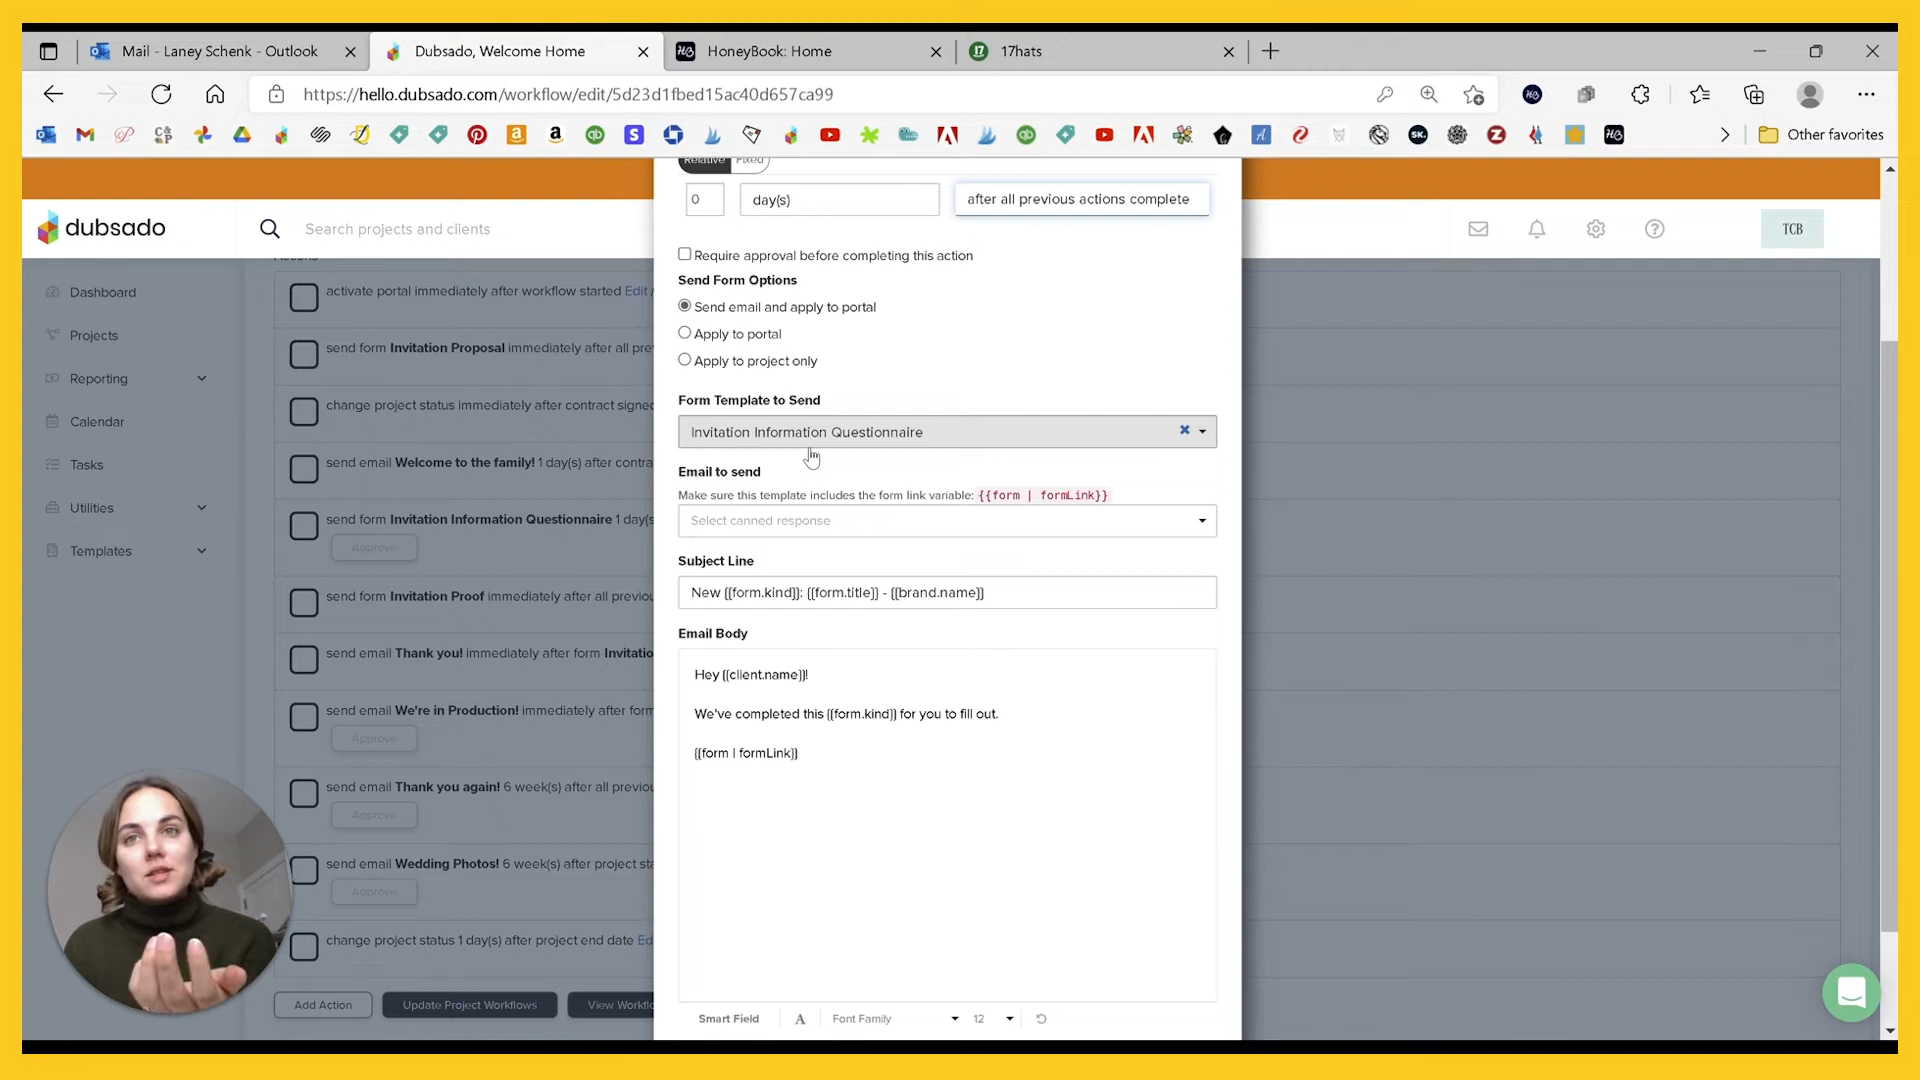 Mail - Laney Schenk - Outlook
Dubsado, Welcome Home
HoneyBook: Home
17hats
https://hello.dubsado.com/workflow/edit/5d23d1fbed15ac40d657ca99
Other favorites
Relative Fixed
0 day(s) after all previous actions complete
dubsado
Search projects and clients
TCB
Dashboard
Projects
Reporting
Calendar
Tasks
Utilities
Templates
Actions
activate portal immediately after workflow started Edit /
send form Invitation Proposal immediately after all pre
change project status immediately after contract signed
send email Welcome to the family! 1 day(s) after contra
send form Invitation Information Questionnaire 1 day(s
Approve
send form Invitation Proof immediately after all previou
send email Thank you! immediately after form Invitatio
send email We're in Production! immediately after form
Approve
send email Thank you again! 6 week(s) after all previou
Approve
send email Wedding Photos! 6 week(s) after project sta
Approve
change project status 1 day(s) after project end date Ed
Add Action
Update Project Workflows
View Workfl
Require approval before completing this action
Send Form Options
Send email and apply to portal
Apply to portal
Apply to project only
Form Template to Send
Invitation Information Questionnaire
Email to send
Make sure this template includes the form link variable: {{form | formLink}}
Select canned response
Subject Line
New {{form.kind}}: {{form.title}} - {{brand.name}}
Email Body
Hey {{client.name}}!
We've completed this {{form.kind}} for you to fill out.
{{form | formLink}}
Smart Field
A
Font Family
12